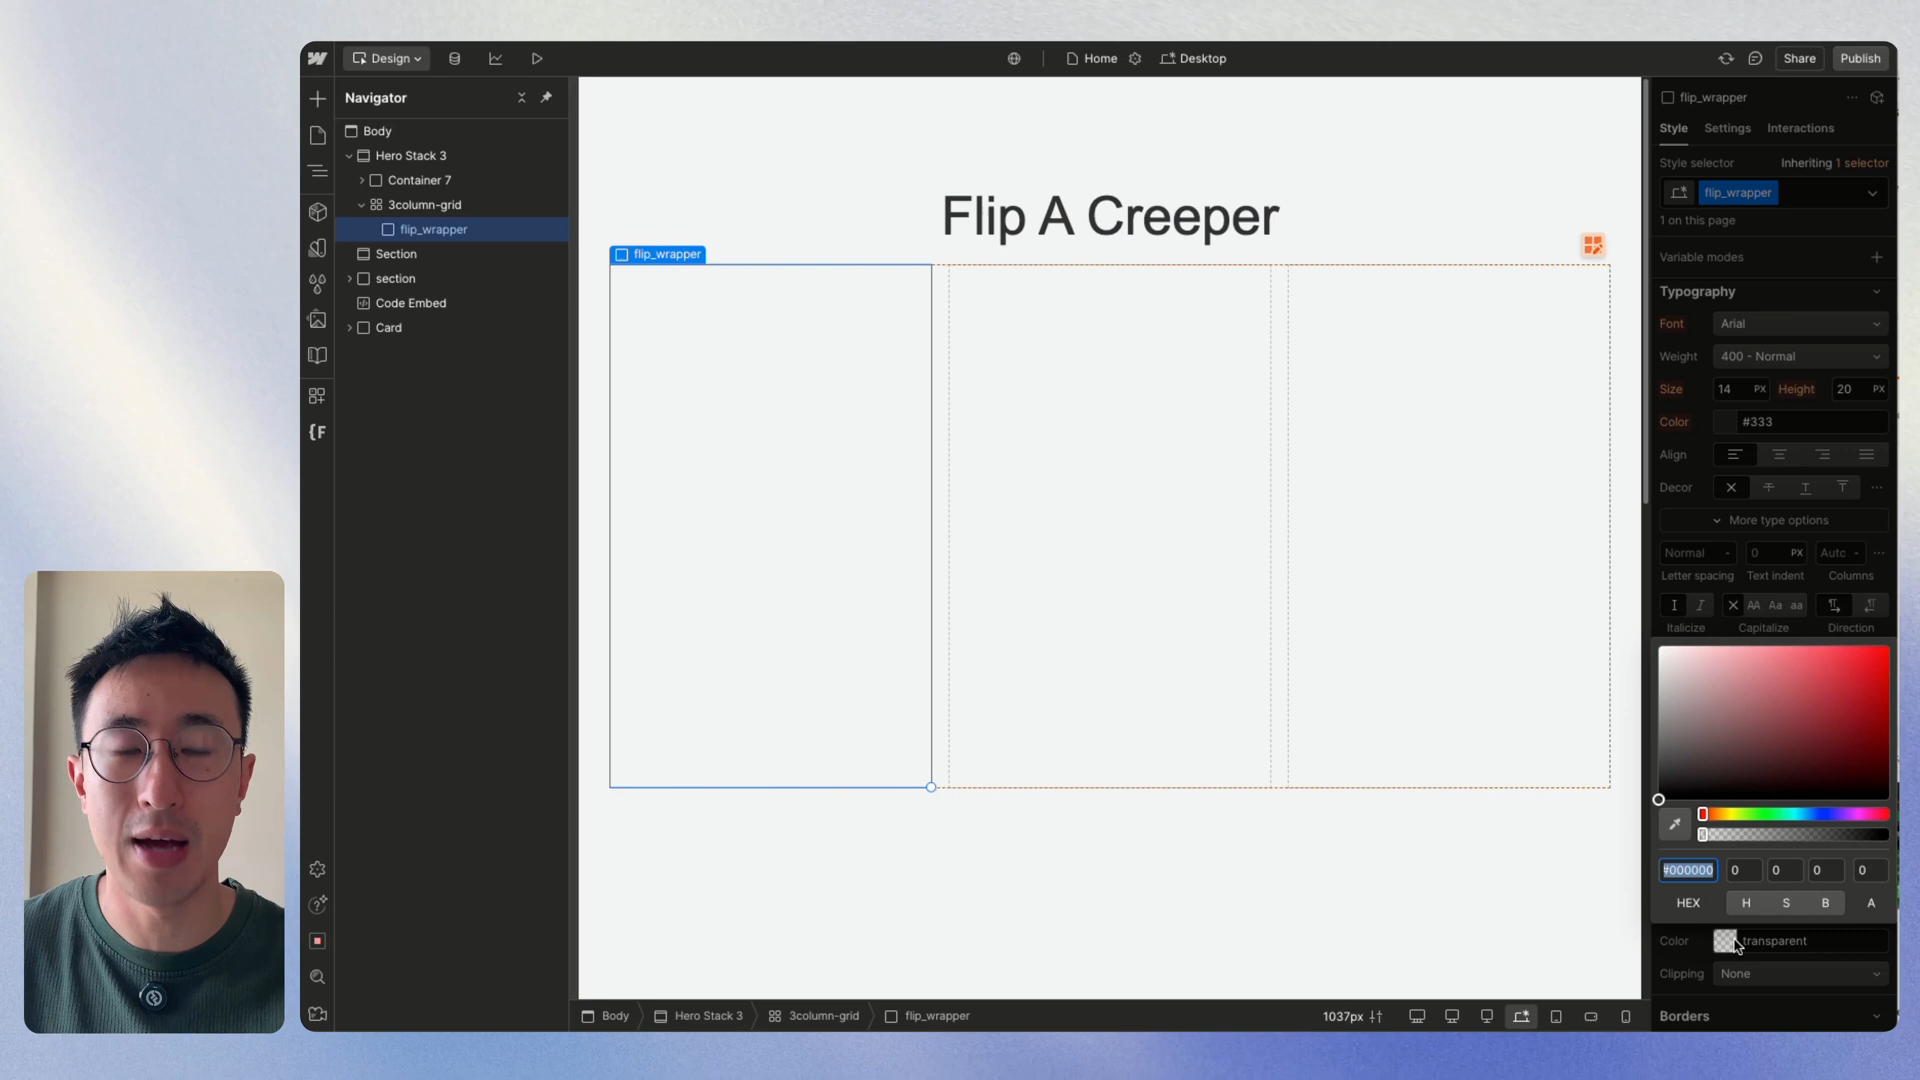 Design
Home
Desktop
Share
Publish
Navigator
Body
Hero Stack 3
Container 7
3column-grid
flip_wrapper
Section
section
Code Embed
Card
Flip A Creeper
flip_wrapper
flip_wrapper
Style
Settings
Interactions
Style selector
Inheriting 1 selector
flip_wrapper
1 on this page
Variable modes
Typography
Font
Arial
Weight
400 - Normal
Size
14
PX
Height
20
PX
Color
#333
Align
Decor
More type options
Normal
0
PX
Autc
Letter spacing
Text indent
Columns
AA
Aa
aa
Italicize
Capitalize
Direction
#000000
0
0
0
0
HEX
H
S
B
A
Color
transparent
Clipping
None
Borders
Body
Hero Stack 3
3column-grid
flip_wrapper
1037px